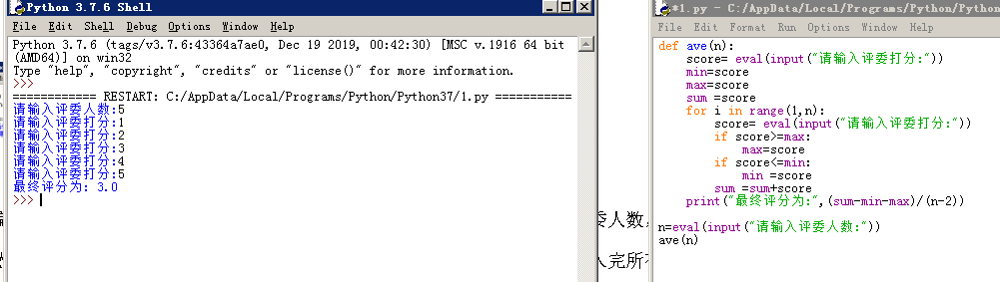 Python 3.7.6 Shell
File Edit Shell Debug Options Window Help
Python 3.7.6 (tags/v3.7.6:43364a7ae0, Dec 19 2019, 00:42:30) [MSC v.1916 64 bit
(AMD64)] on win32
Type "help", "copyright", "credits" or "license()" for more information.
>>>
============ RESTART: C:/AppData/Local/Programs/Python/Python37/1.py ===========
请输入评委人数:5
请输入评委打分:1
请输入评委打分:2
请输入评委打分:3
请输入评委打分:4
请输入评委打分:5
最终评分为: 3.0
>>>
委人数,
完所
*1.py - C:/AppData/Local/Programs/Python/Python
File Edit Format Run Options Window Help
def ave(n):
score= eval(input("请输入评委打分:"))
min=score
max=score
sum =score
for i in range(1,n):
score= eval(input("请输入评委打分:"))
if score>=max:
max=score
if score<=min:
min =score
sum =sum+score
print("最终评分为:",(sum-min-max)/(n-2))
n=eval(input("请输入评委人数:"))
ave(n)